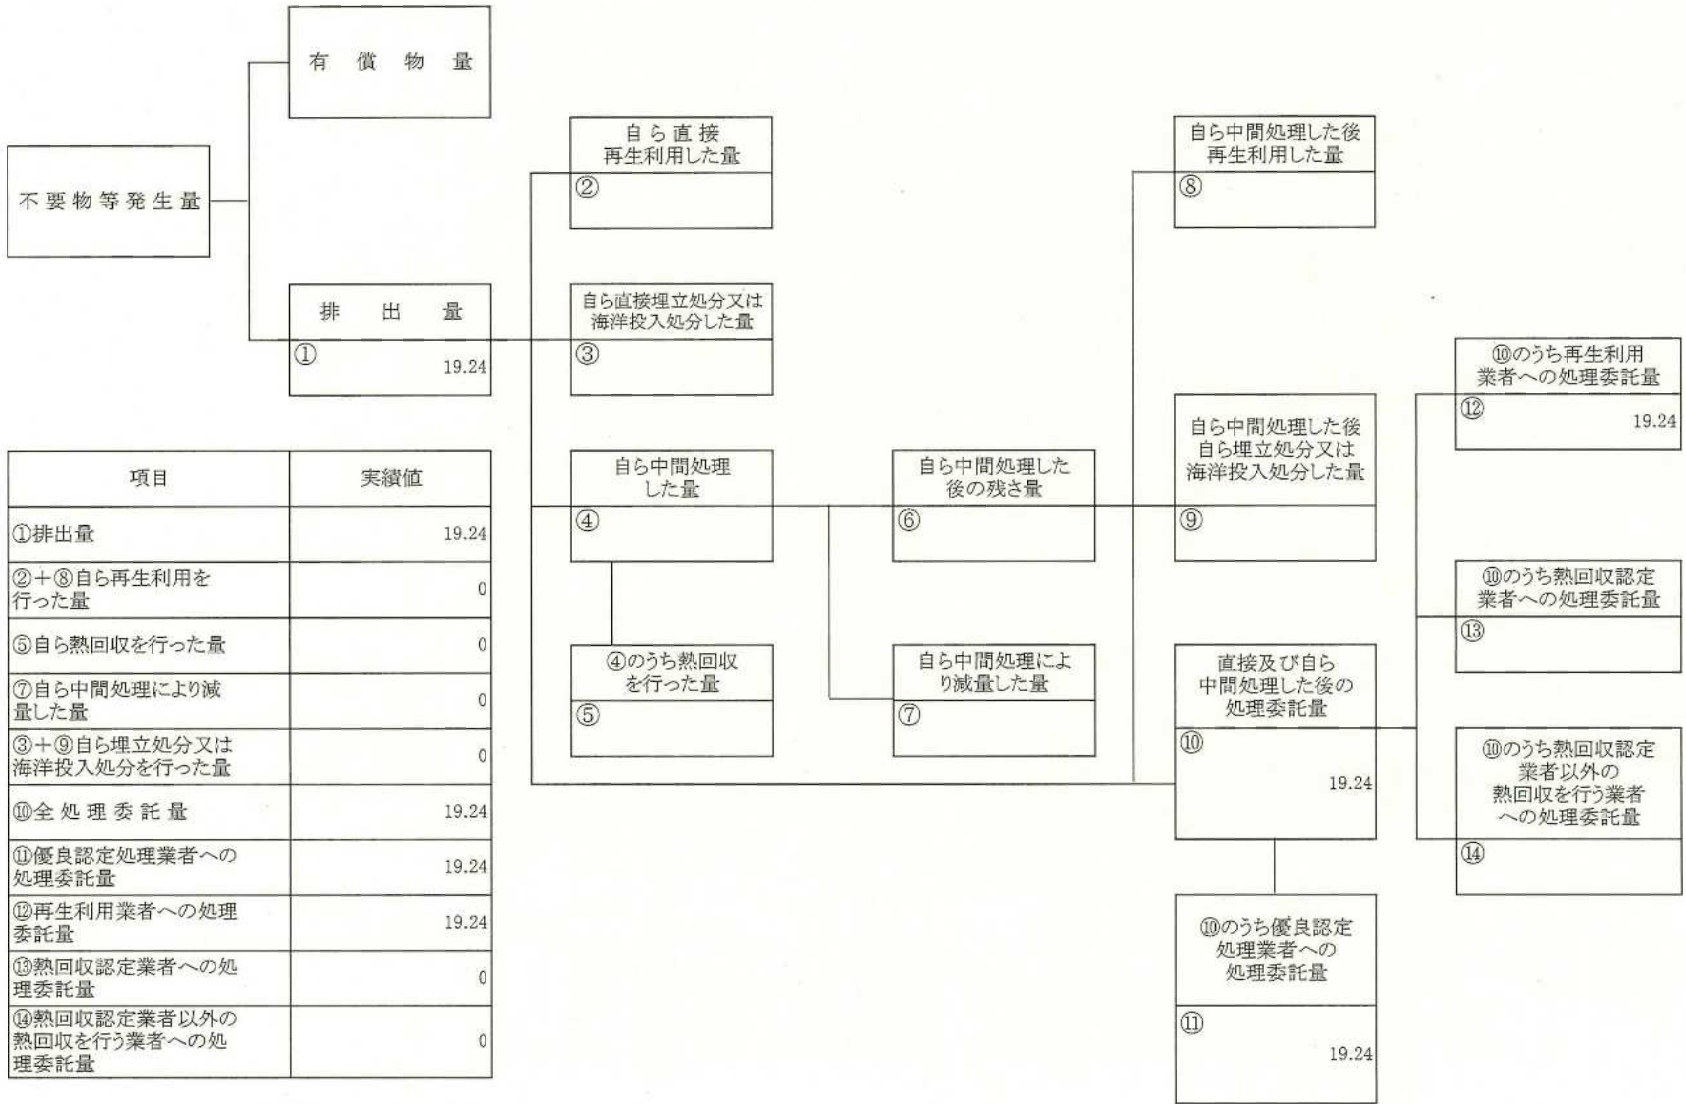 有償物量
不要物等発生量
排出量
①
19.24
自ら直接
再生利用した量
②
自ら直接埋立処分又は
海洋投入処分した量
③
自ら中間処理
した量
④
④のうち熱回収
を行った量
⑤
自ら中間処理した
後の残さ量
⑥
自ら中間処理によ
り減量した量
⑦
自ら中間処理した後
再生利用した量
⑧
自ら中間処理した後
自ら埋立処分又は
海洋投入処分した量
⑨
直接及び自ら
中間処理した後の
処理委託量
⑩
19.24
⑩のうち優良認定
処理業者への
処理委託量
⑪
19.24
⑩のうち再生利用
業者への処理委託量
⑫
19.24
⑩のうち熱回収認定
業者への処理委託量
⑬
⑩のうち熱回収認定
業者以外の
熱回収を行う業者
への処理委託量
⑭
項目 実績値
①排出量 19.24
②+⑧自ら再生利用を
行った量 0
⑤自ら熱回収を行った量 0
⑦自ら中間処理により減
量した量 0
③+⑨自ら埋立処分又は
海洋投入処分を行った量 0
⑩全処理委託量 19.24
⑪優良認定処理業者への
処理委託量 19.24
⑫再生利用業者への処理
委託量 19.24
⑬熱回収認定業者への処
理委託量 0
⑭熱回収認定業者以外の
熱回収を行う業者への処
理委託量 0